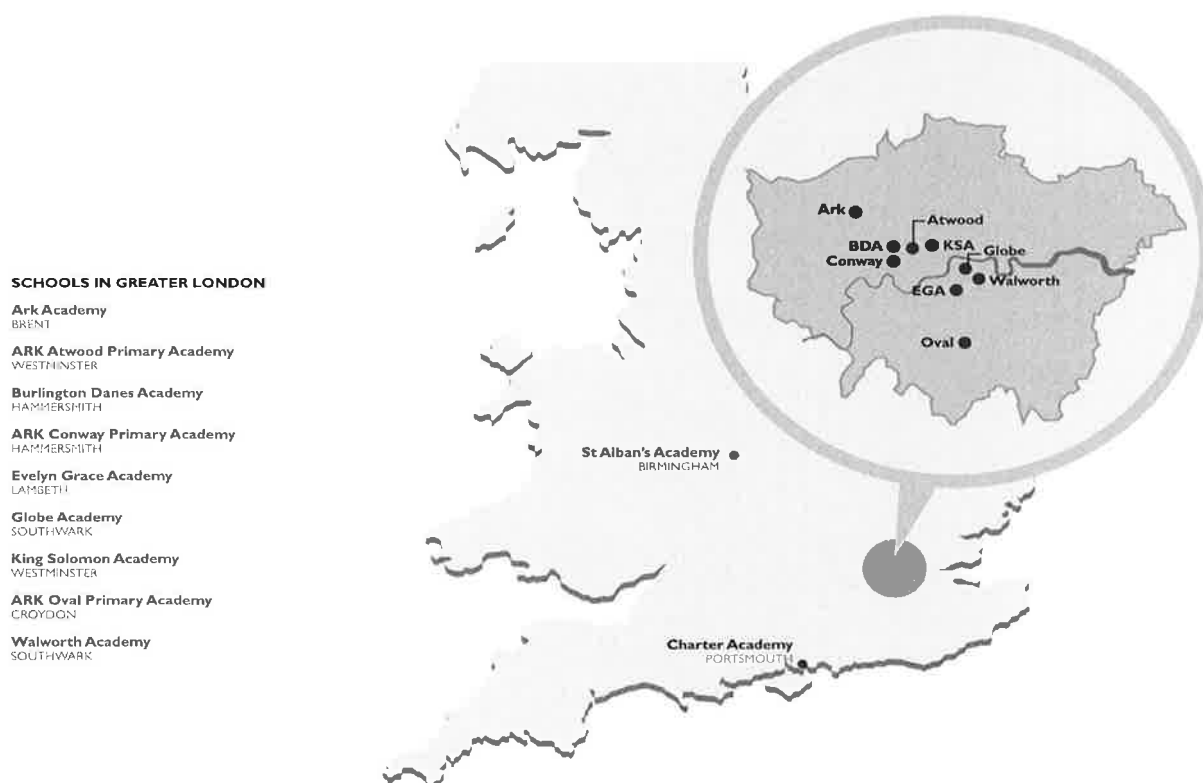 SCHOOLS IN GREATER LONDON
Ark Academy
BRENT
ARK Atwood Primary Academy
WESTMINSTER
Burlington Danes Academy
HAMMERSMITH
ARK Conway Primary Academy
HAMMERSMITH
Evelyn Grace Academy
LAMBETH
Globe Academy
SOUTHWARK
King Solomon Academy
WESTMINSTER
ARK Oval Primary Academy
CROYDON
Walworth Academy
SOUTHWARK
Ark
Atwood
BDA
KSA
Globe
Conway
Walworth
EGA
Oval
St Alban's Academy
BIRMINGHAM
Charter Academy
PORTSMOUTH